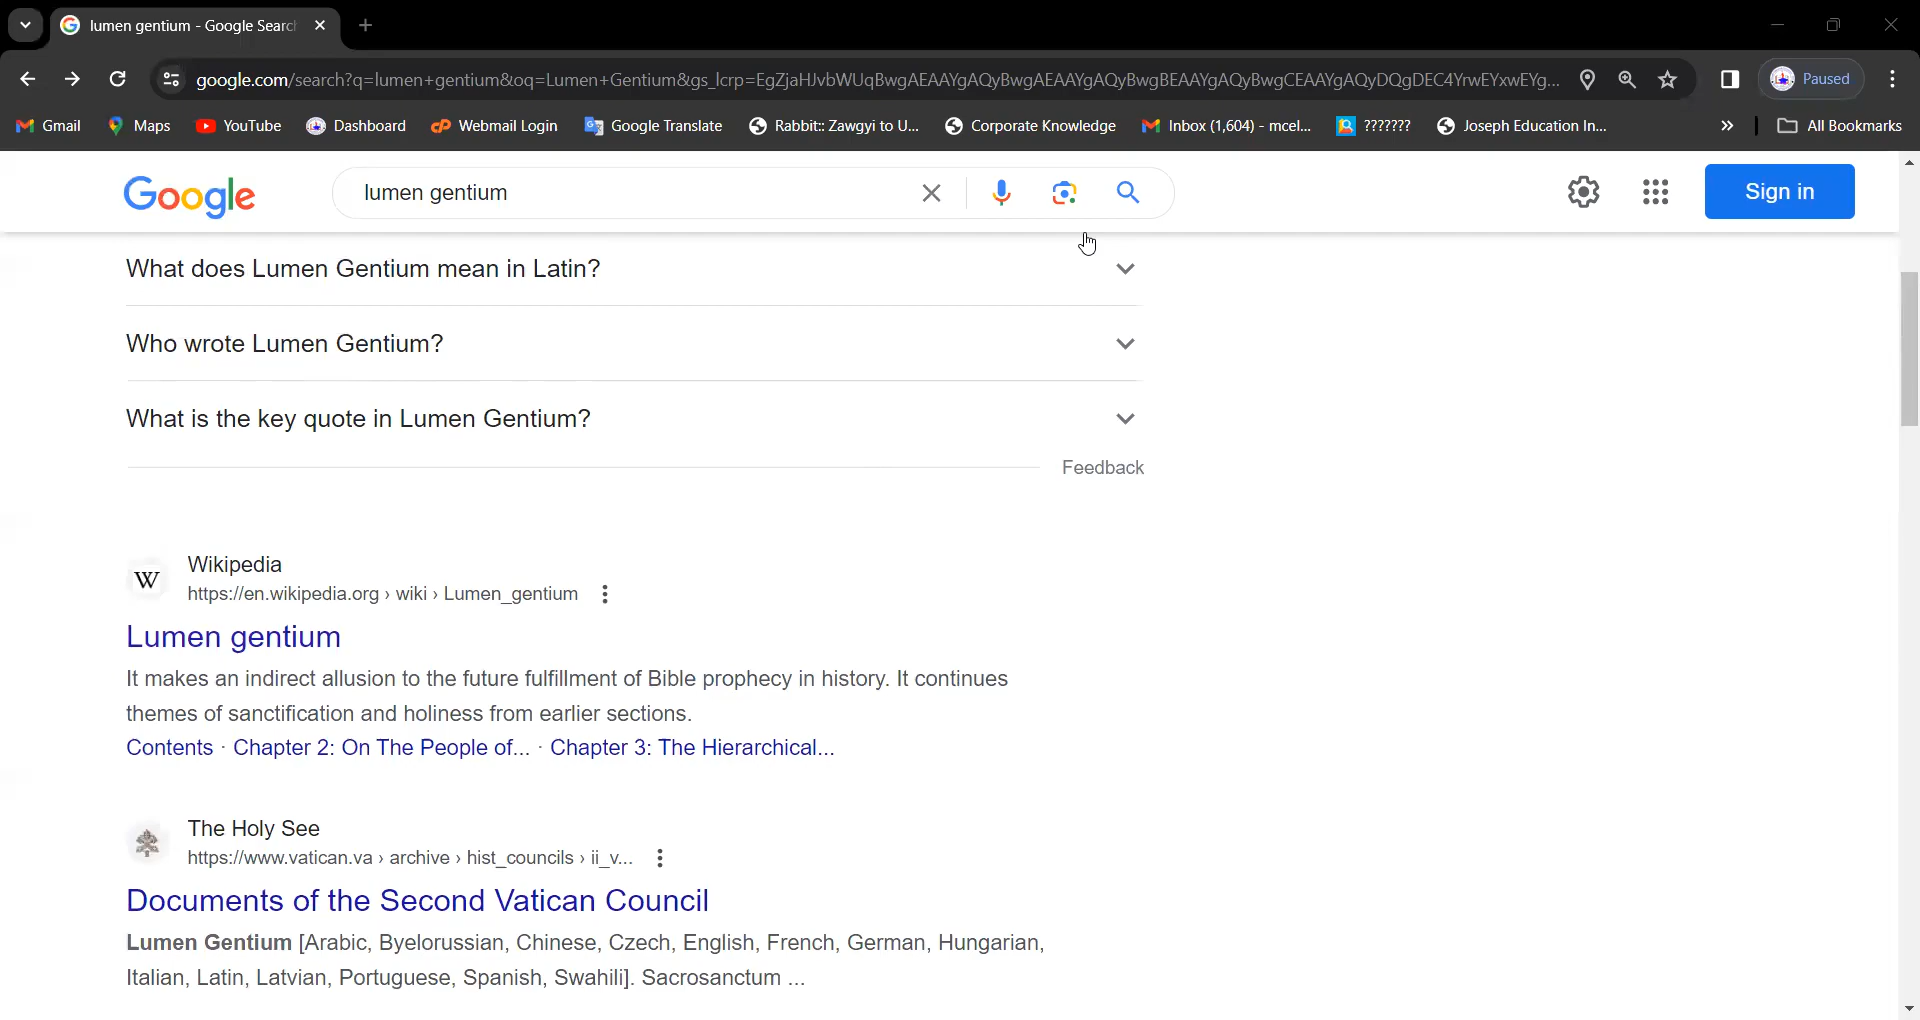 lumen gentium - Google Searc
google.com/search?q=lumen+gentium&oq=Lumen+Gentium&gs_lcrp=EgZjaHJvbWUqBwgAEAAYgAQyBwgAEAAYgAQyBwgBEAAYgAQyBwgCEAAYgAQyDQgDEC4YrwEYxwEYg...
Paused
Gmail Maps YouTube Dashboard Webmail Login Google Translate Rabbit:: Zawgyi to U... Corporate Knowledge Inbox (1,604) - mcel... ??????? Joseph Education In... » All Bookmarks
Google lumen gentium Sign in
What does Lumen Gentium mean in Latin?
Who wrote Lumen Gentium?
What is the key quote in Lumen Gentium?
Feedback
W Wikipedia
https://en.wikipedia.org › wiki › Lumen_gentium
Lumen gentium
It makes an indirect allusion to the future fulfillment of Bible prophecy in history. It continues
themes of sanctification and holiness from earlier sections.
Contents · Chapter 2: On The People of... · Chapter 3: The Hierarchical...
The Holy See
https://www.vatican.va › archive › hist_councils › ii_v...
Documents of the Second Vatican Council
Lumen Gentium [Arabic, Byelorussian, Chinese, Czech, English, French, German, Hungarian,
Italian, Latin, Latvian, Portuguese, Spanish, Swahili]. Sacrosanctum ...